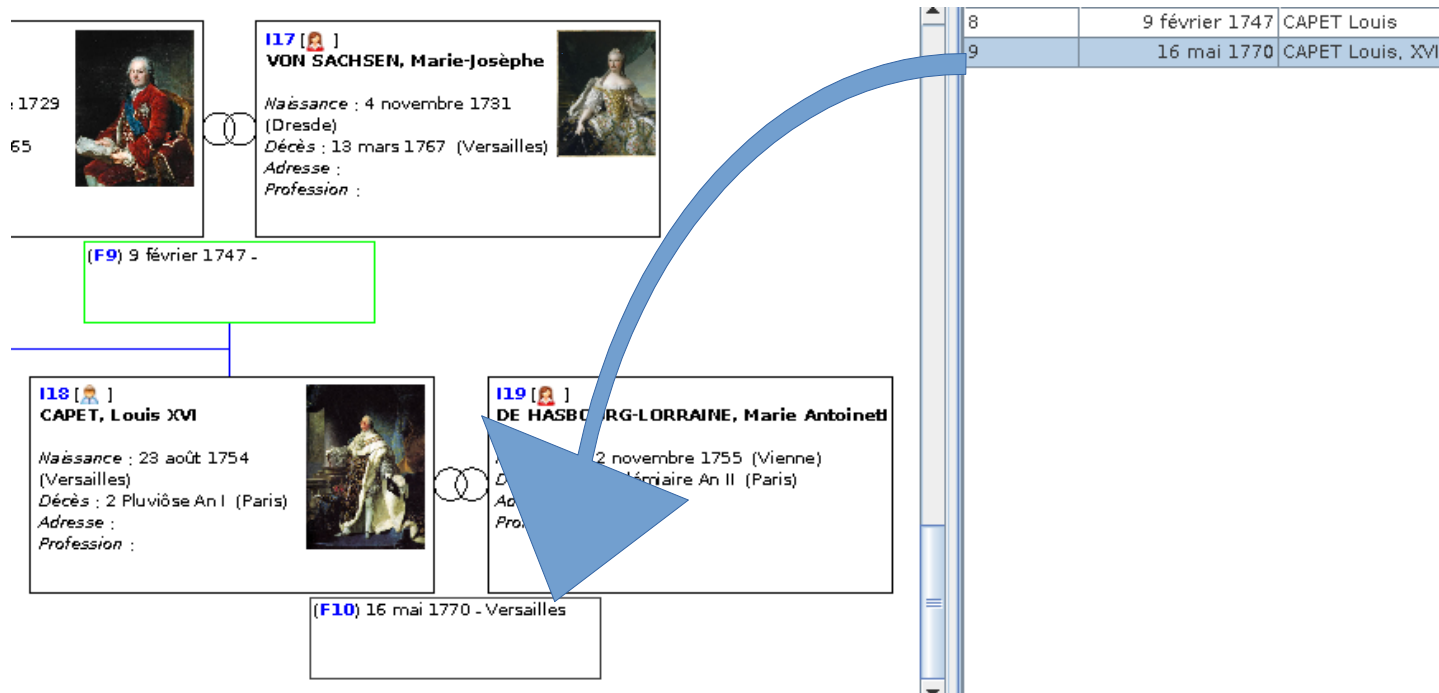 8 9 février 1747 CAPET Louis
9 16 mai 1770 CAPET Louis, XVI
1729
65
I17 [ ]
VON SACHSEN, Marie-Josèphe
Naissance : 4 novembre 1731
(Dresde)
Décès : 13 mars 1767 (Versailles)
Adresse :
Profession :
(F9) 9 février 1747 -
I18 [ ]
CAPET, Louis XVI
Naissance : 23 août 1754
(Versailles)
Décès : 2 Pluviôse An I (Paris)
Adresse :
Profession :
I19 [ ]
DE HASBOURG-LORRAINE, Marie Antoinett
2 novembre 1755 (Vienne)
An II (Paris)
(F10) 16 mai 1770 - Versailles